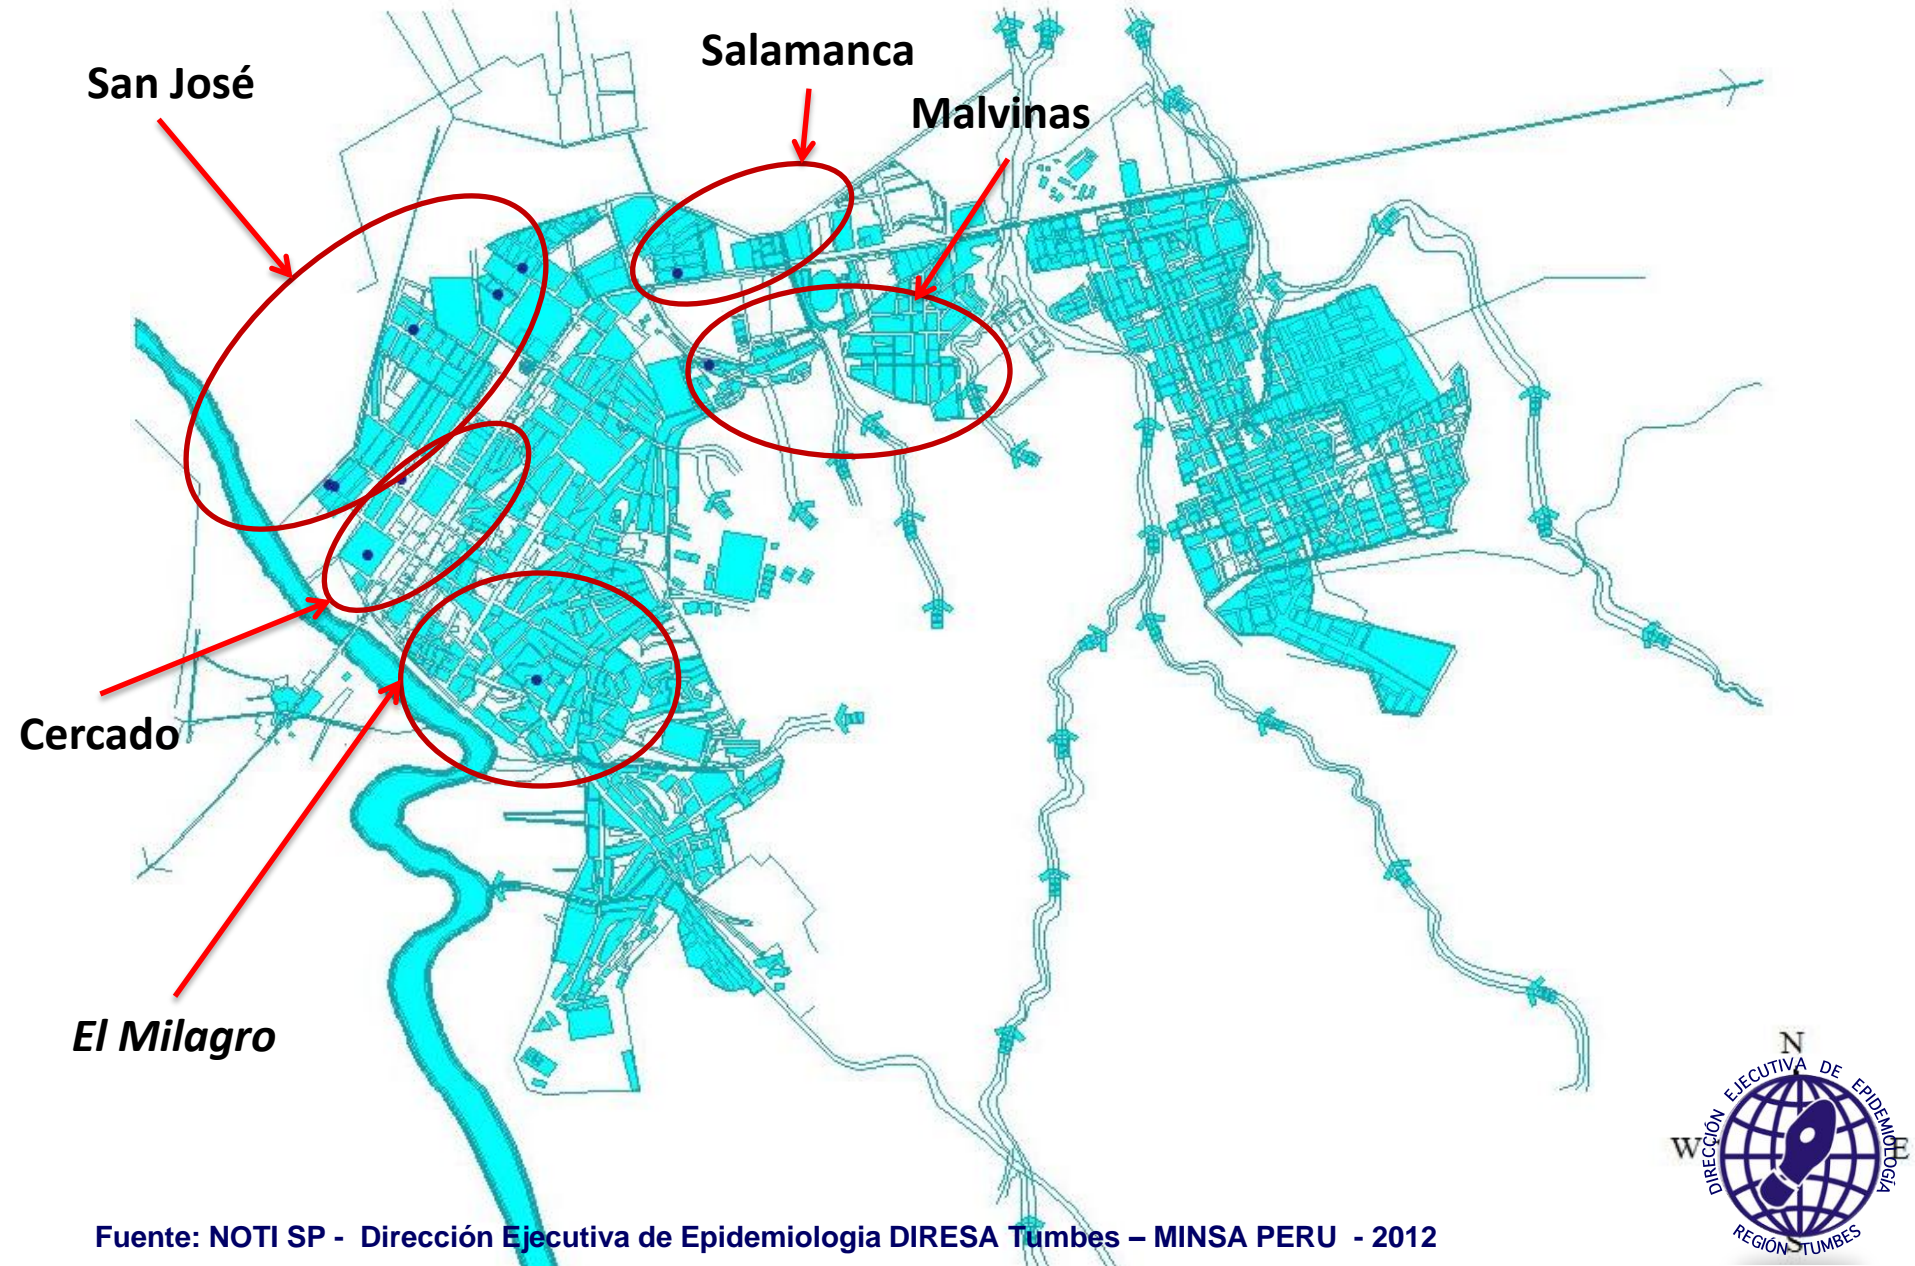 Salamanca
San José
Malvinas
Cercado
El Milagro
N
W
E
S
DIRECCIÓN EJECUTIVA DE EPIDEMIOLOGÍA
REGIÓN TUMBES
Fuente: NOTI SP - Dirección Ejecutiva de Epidemiologia DIRESA Tumbes – MINSA PERU - 2012